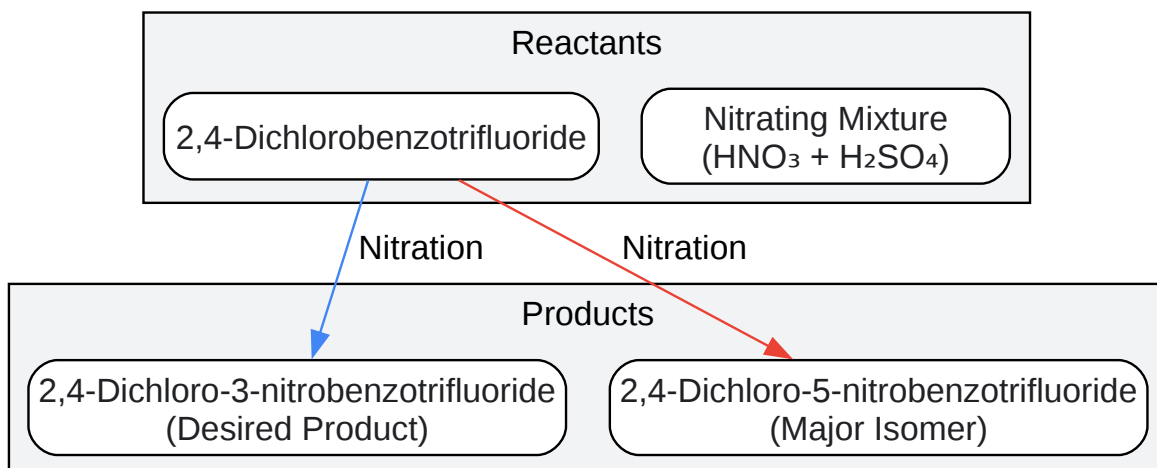 Reactants
2,4-Dichlorobenzotrifluoride
Nitrating Mixture
(HNO₃ + H₂SO₄)
Nitration
Nitration
Products
2,4-Dichloro-3-nitrobenzotrifluoride
(Desired Product)
2,4-Dichloro-5-nitrobenzotrifluoride
(Major Isomer)